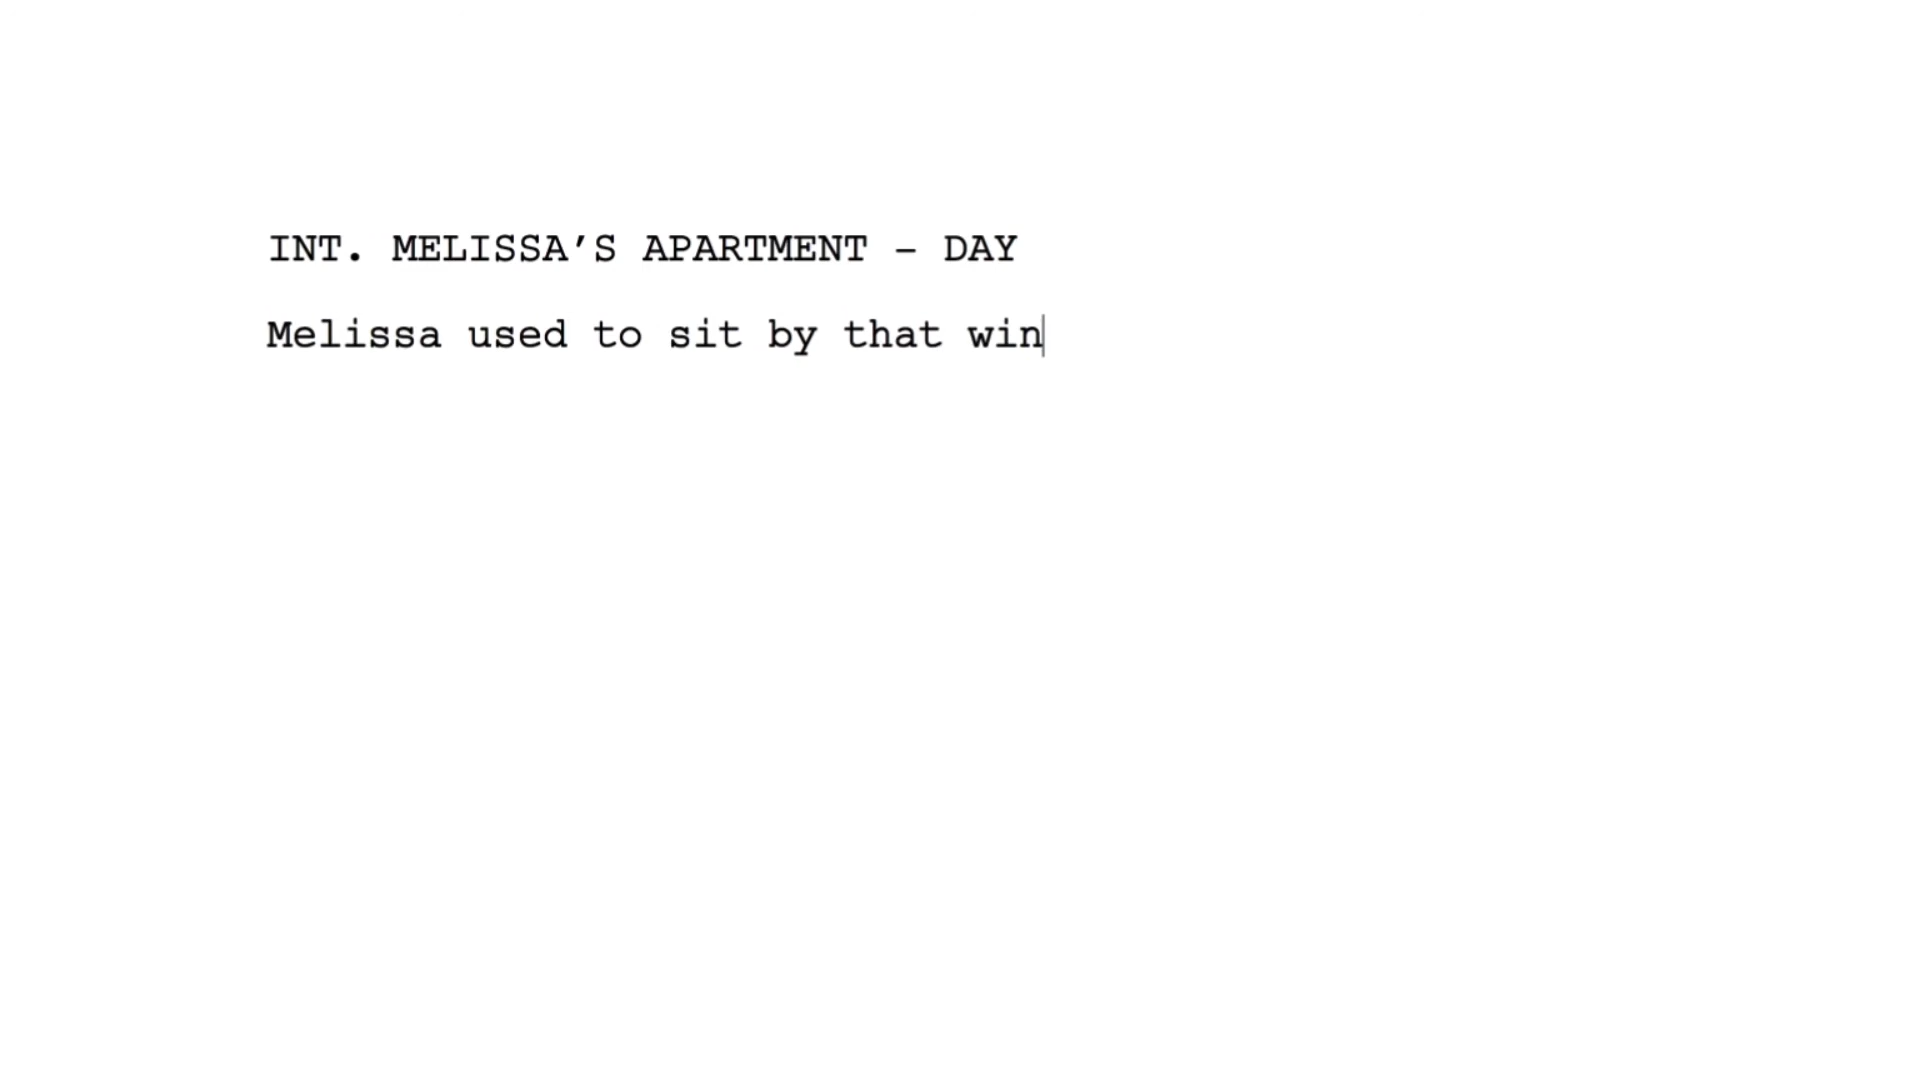 INT. MELISSA’S APARTMENT – DAY
Melissa used to sit by that win